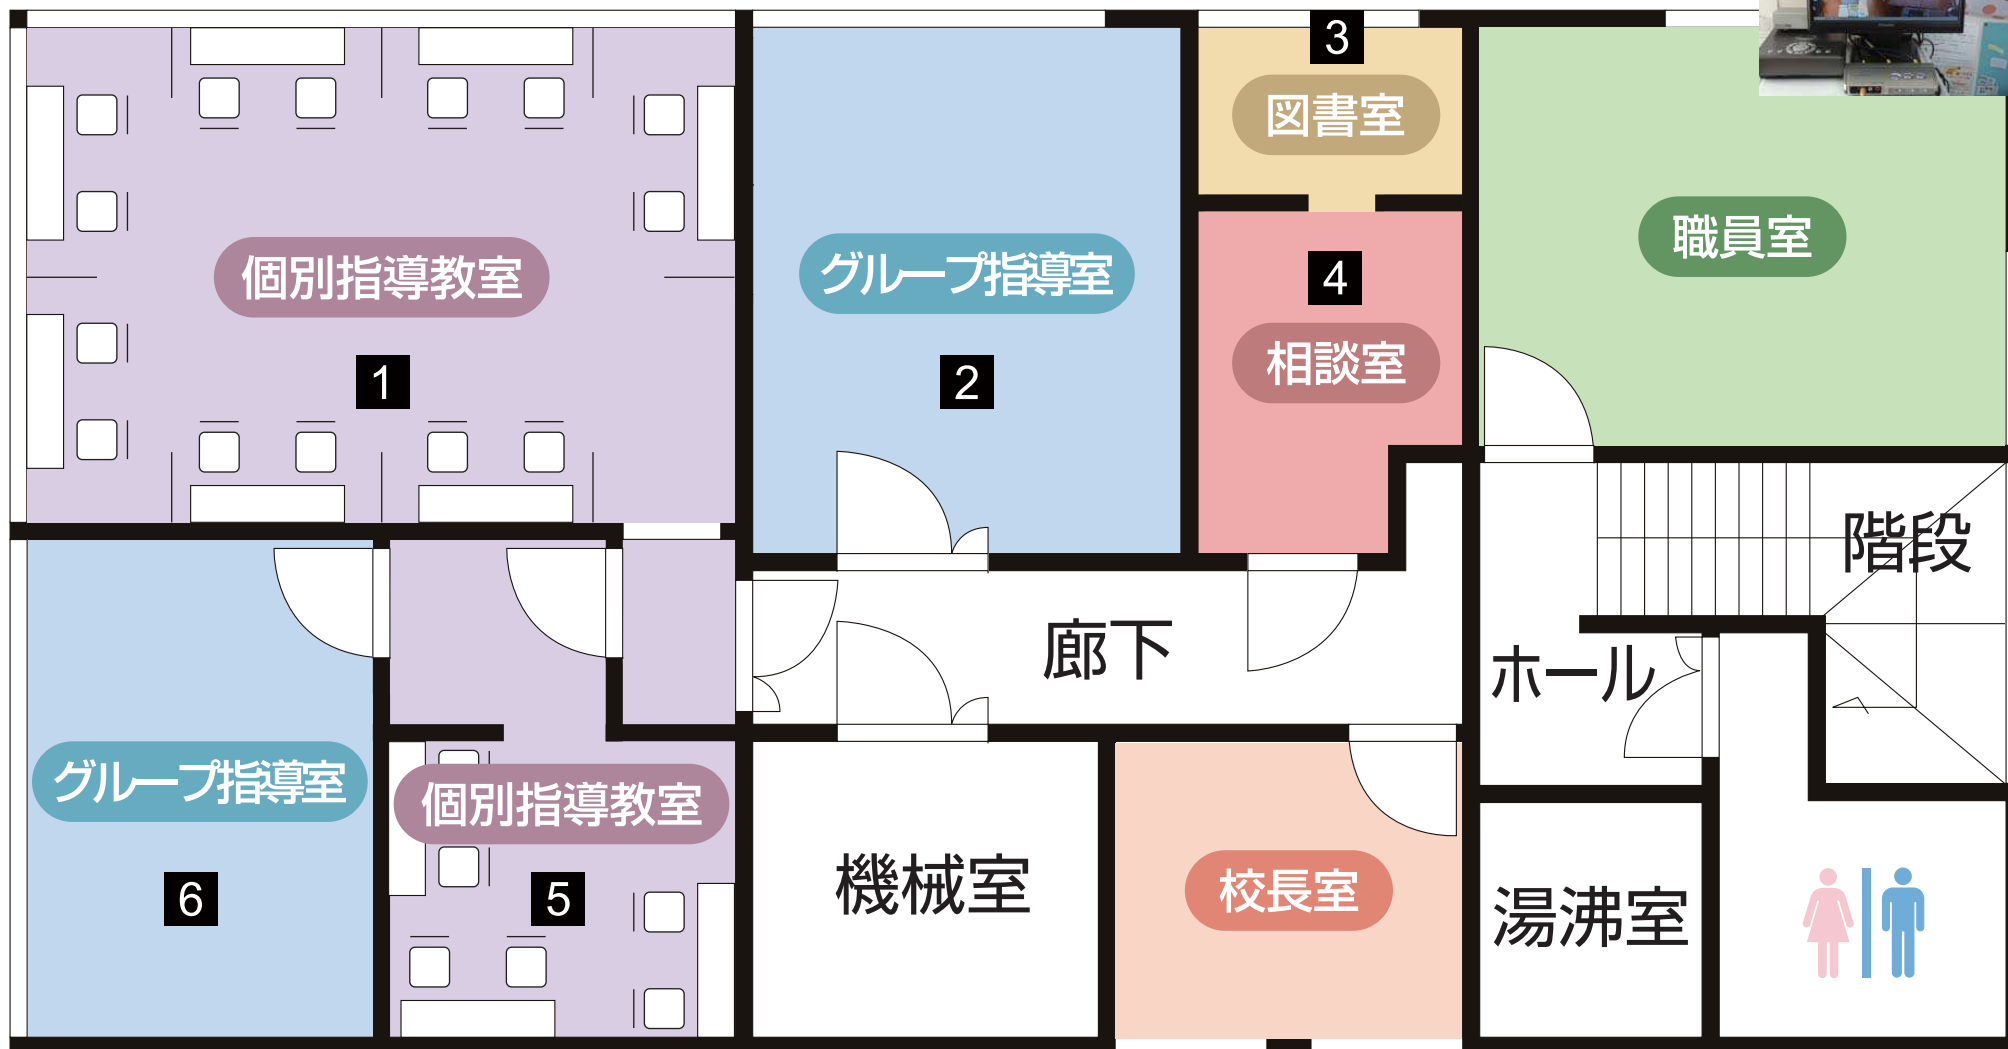 3
図書室
職員室
個別指導教室
グループ指導室
4
相談室
1
2
階段
廊下
ホール
グループ指導室
個別指導教室
機械室
校長室
湯沸室
6
5